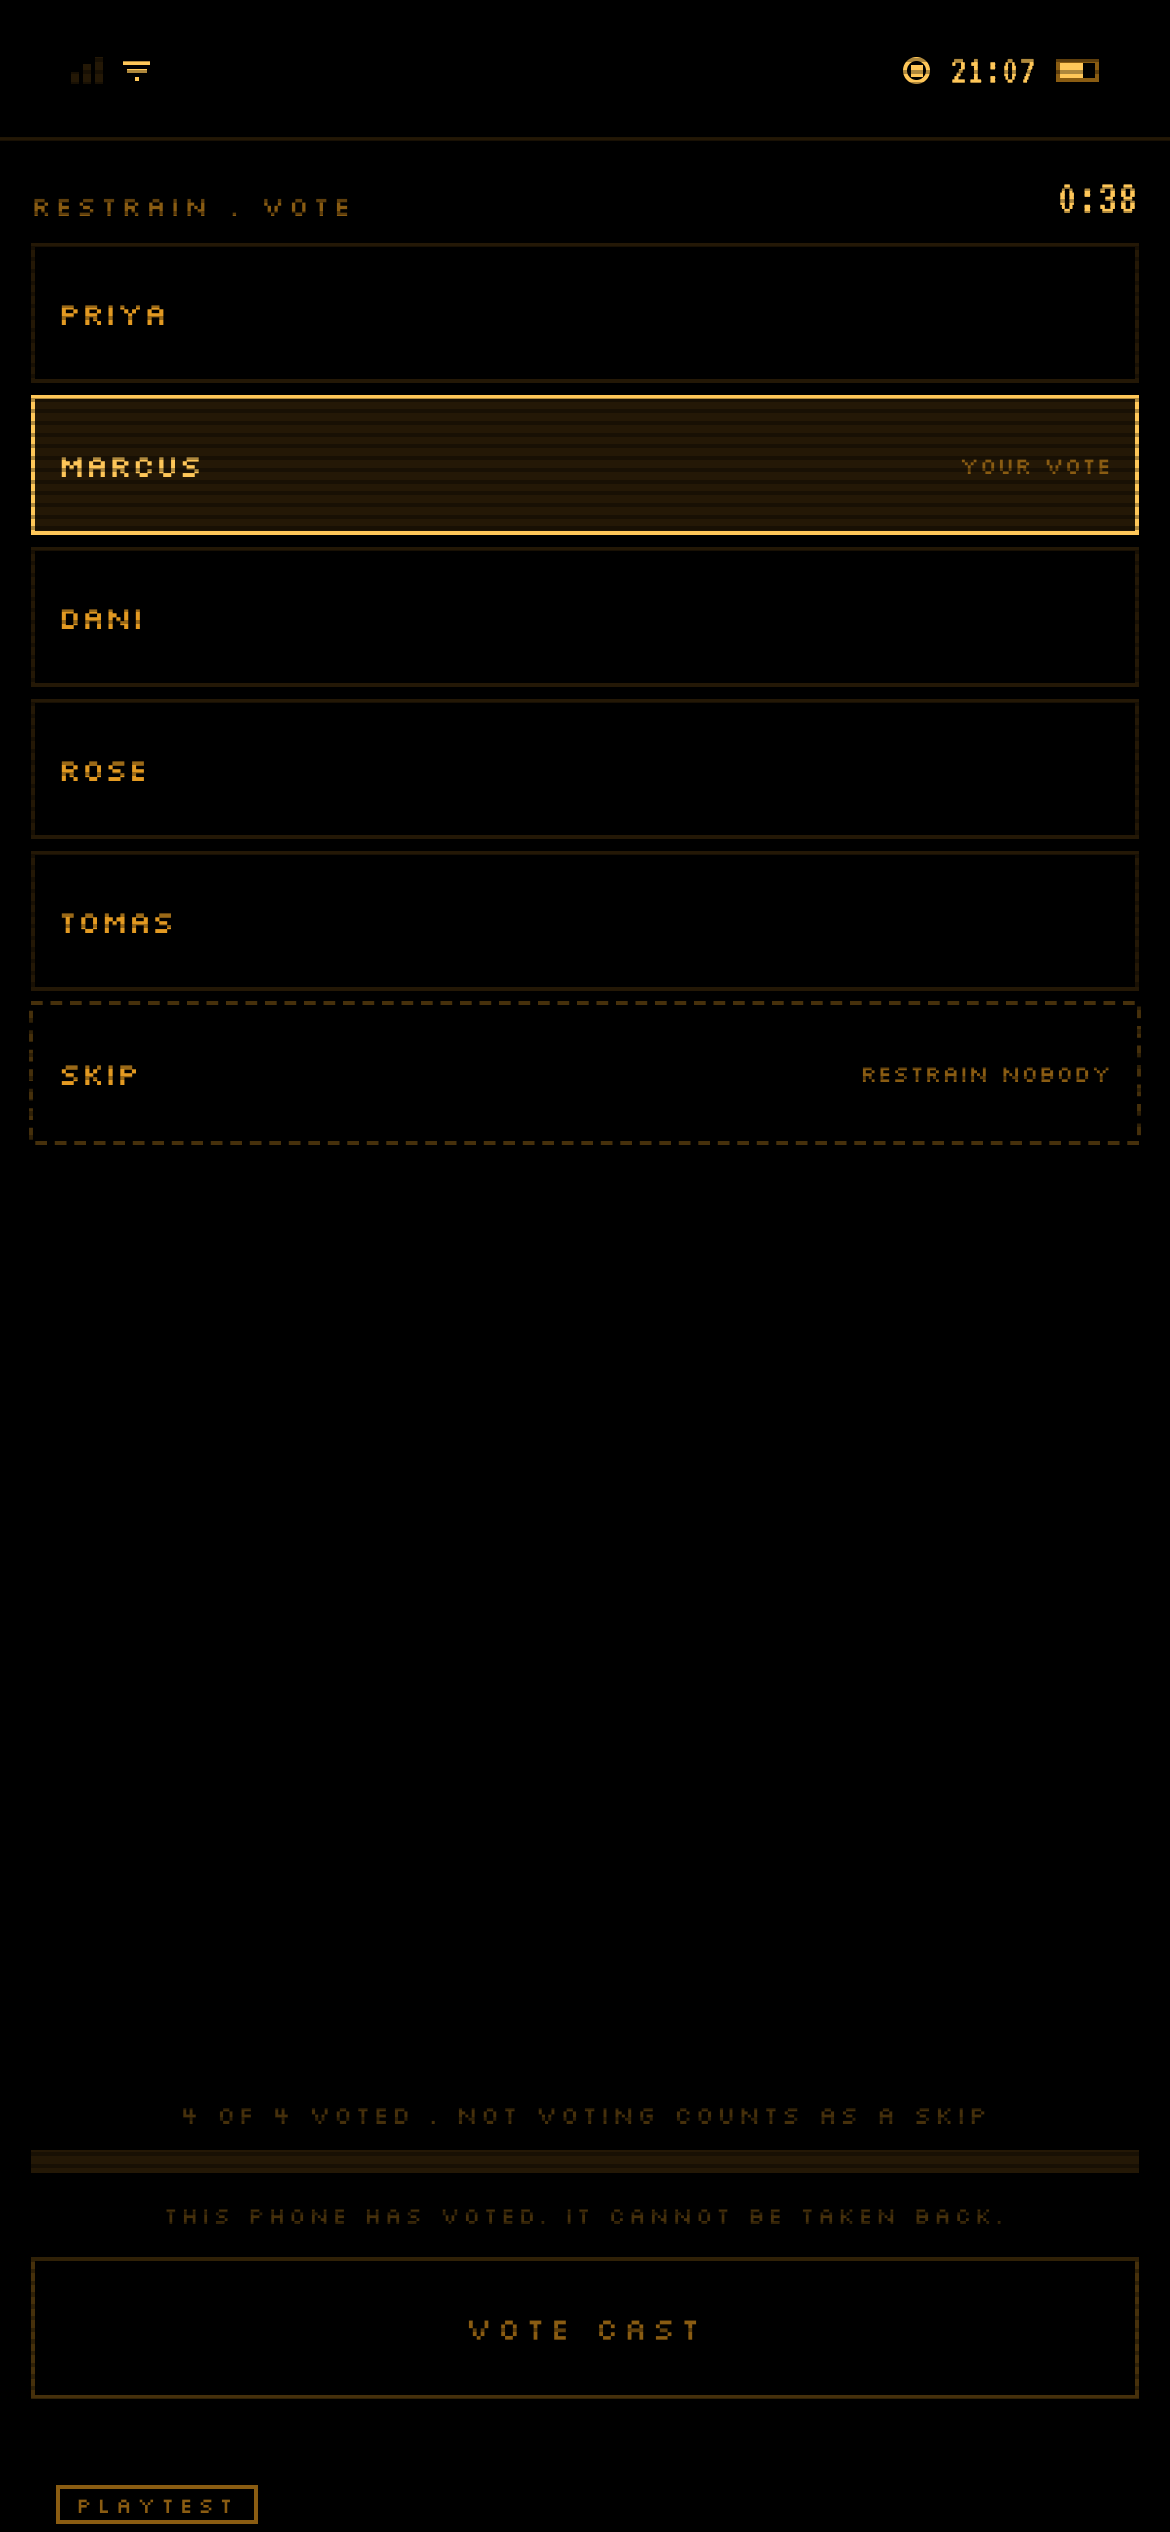 21:07
RESTRAIN . VOTE 0:38
PRIYA
MARCUS YOUR VOTE
DANI
ROSE
TOMAS
SKIP RESTRAIN NOBODY
4 OF 4 VOTED . NOT VOTING COUNTS AS A SKIP
THIS PHONE HAS VOTED. IT CANNOT BE TAKEN BACK.
VOTE CAST
PLAYTEST